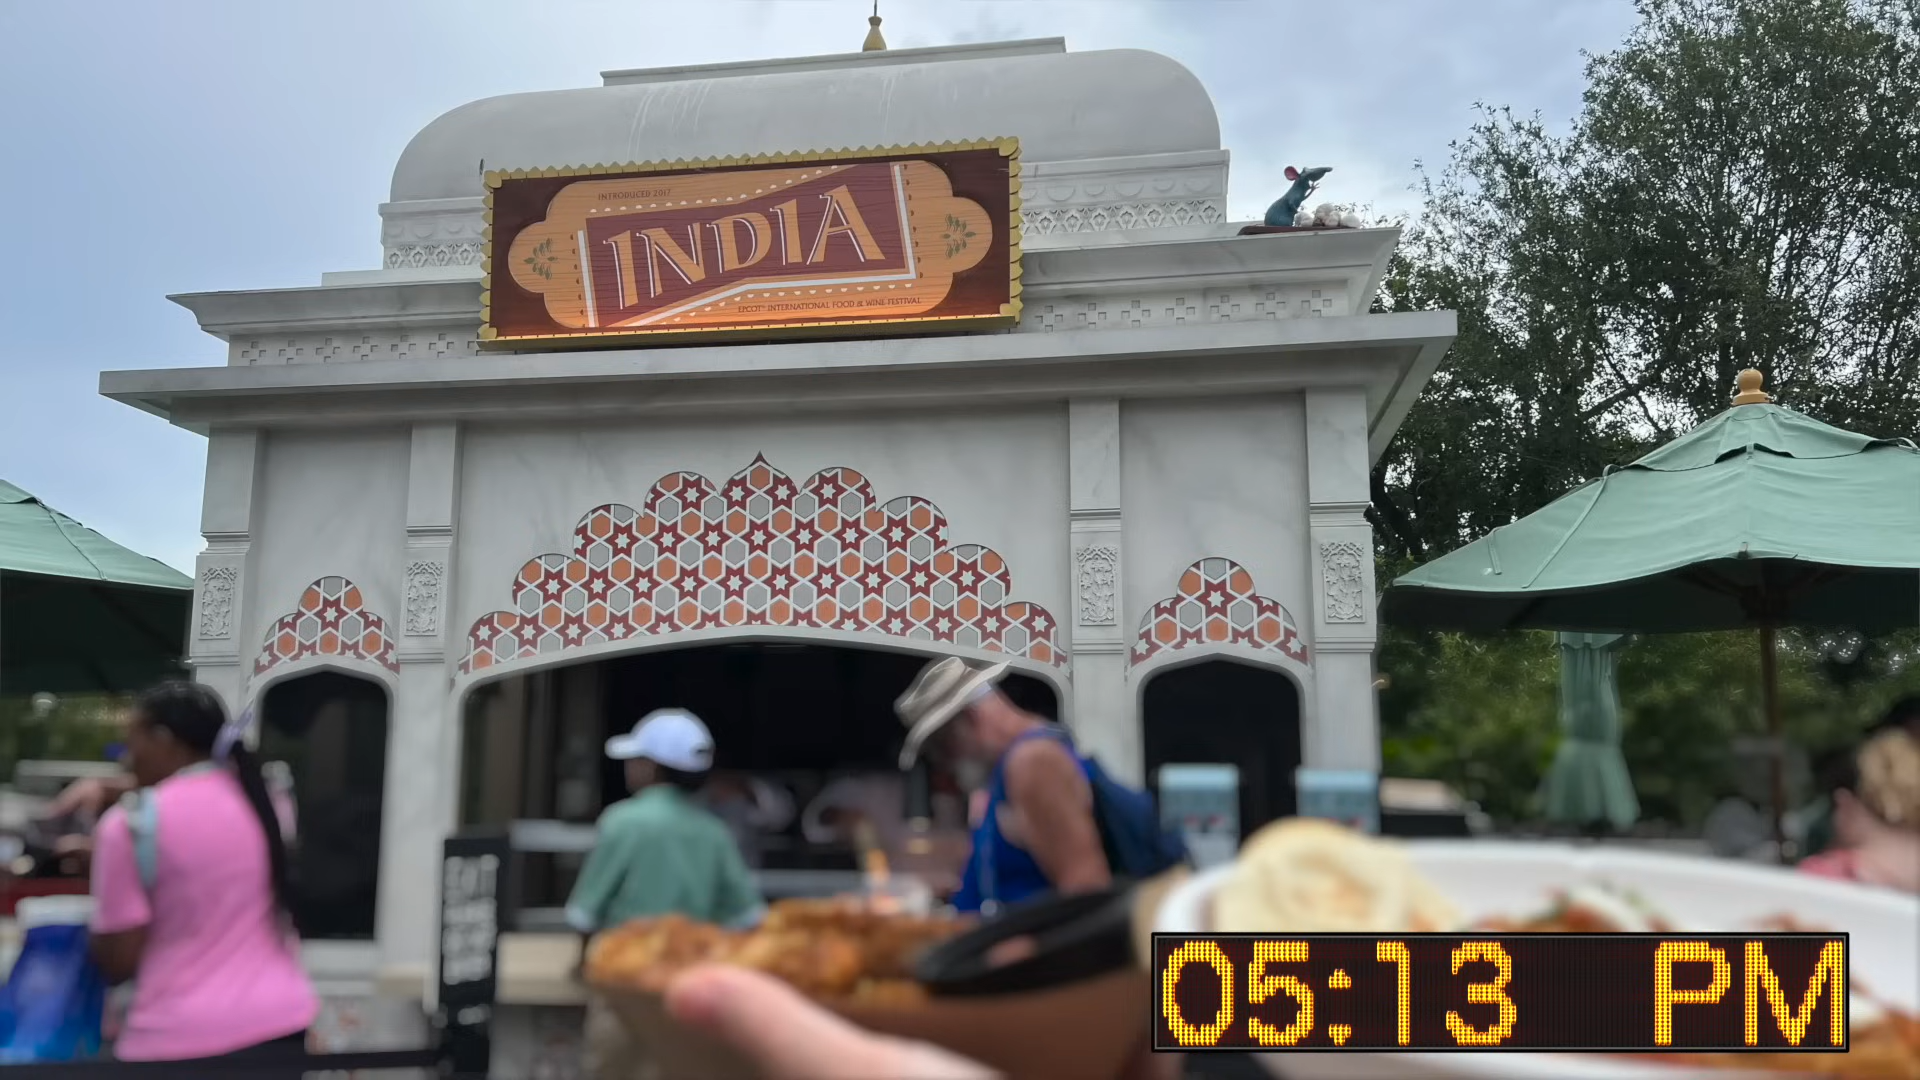 INTRODUCED 2017
INDIA
EPCOT® INTERNATIONAL FOOD & WINE FESTIVAL
05:13 PM